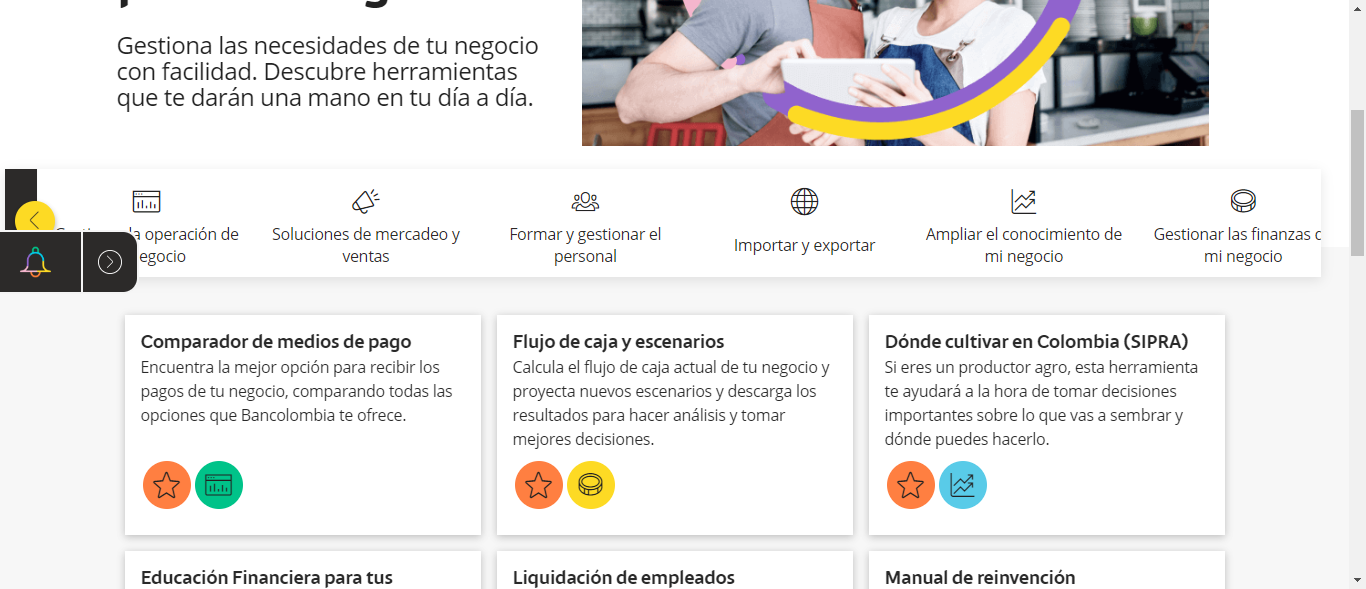 Gestiona las necesidades de tu negocio
con facilidad. Descubre herramientas
que te darán una mano en tu día a día.
la operación de
egocio
Soluciones de mercadeo y
ventas
Formar y gestionar el
personal
Importar y exportar
Ampliar el conocimiento de
mi negocio
Gestionar las finanzas d
mi negocio
Comparador de medios de pago
Encuentra la mejor opción para recibir los
pagos de tu negocio, comparando todas las
opciones que Bancolombia te ofrece.
Flujo de caja y escenarios
Calcula el flujo de caja actual de tu negocio y
proyecta nuevos escenarios y descarga los
resultados para hacer análisis y tomar
mejores decisiones.
Dónde cultivar en Colombia (SIPRA)
Si eres un productor agro, esta herramienta
te ayudará a la hora de tomar decisiones
importantes sobre lo que vas a sembrar y
dónde puedes hacerlo.
Educación Financiera para tus
Liquidación de empleados
Manual de reinvención